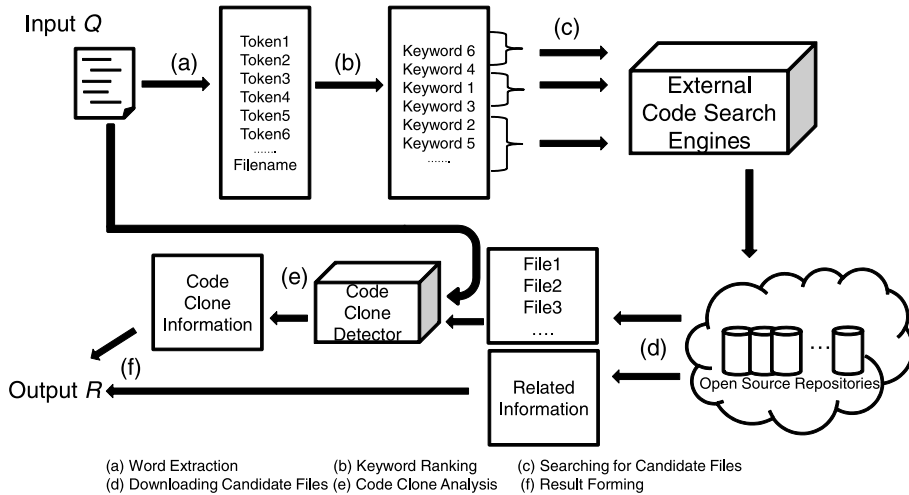 Input Q
(a)
Token1
Token2
Token3
Token4
Token5
Token6
......
Filename
(b)
Keyword 6
Keyword 4
Keyword 1
Keyword 3
Keyword 2
Keyword 5
......
(c)
External
Code Search
Engines
Code
Clone
Information
(e)
Code
Clone
Detector
File1
File2
File3
....
(d)
...
Open Source Repositories
(f)
Output R
Related
Information
(a) Word Extraction (b) Keyword Ranking (c) Searching for Candidate Files
(d) Downloading Candidate Files (e) Code Clone Analysis (f) Result Forming